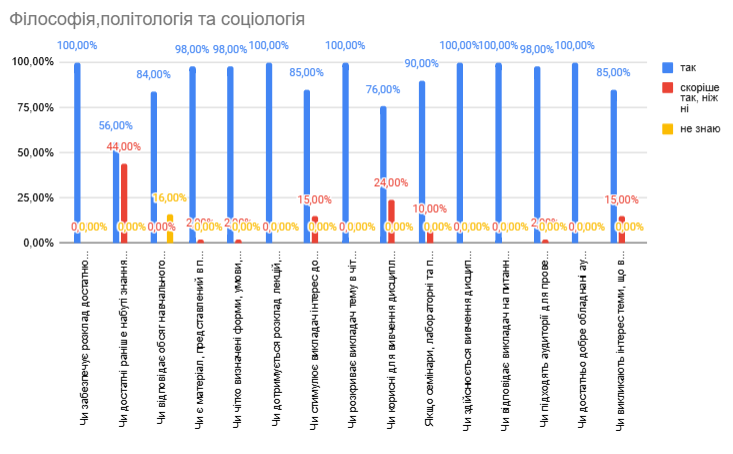 Філософія,політологія та соціологія
100,00% 56,00% 84,00% 98,00% 98,00% 100,00% 85,00% 100,00% 76,00% 90,00% 100,00% 100,00% 98,00% 100,00% 85,00%
44,00% 16,00% 15,00% 24,00% 10,00% 15,00%
100,00%
75,00%
50,00%
25,00%
0,00%
так
скоріше
так, ніж
ні
не знаю
Чи забезпечує розклад достатньо…
Чи достатні раніше набуті знання…
Чи відповідає обсяг навчального…
Чи є матеріал, представлений в п…
Чи чітко визначені форми, умови,…
Чи дотримується розклад лекцій,…
Чи стимулює викладач інтерес до…
Чи розкриває викладач тему в чіт…
Чи корисні для вивчення дисциплі…
Якщо семінари, лабораторні та п…
Чи здійснюється вивчення дисцип…
Чи відповідає викладач на питанн…
Чи підходять аудиторії для прове…
Чи достатньо добре обладнані ау…
Чи викликають інтерес теми, що в…